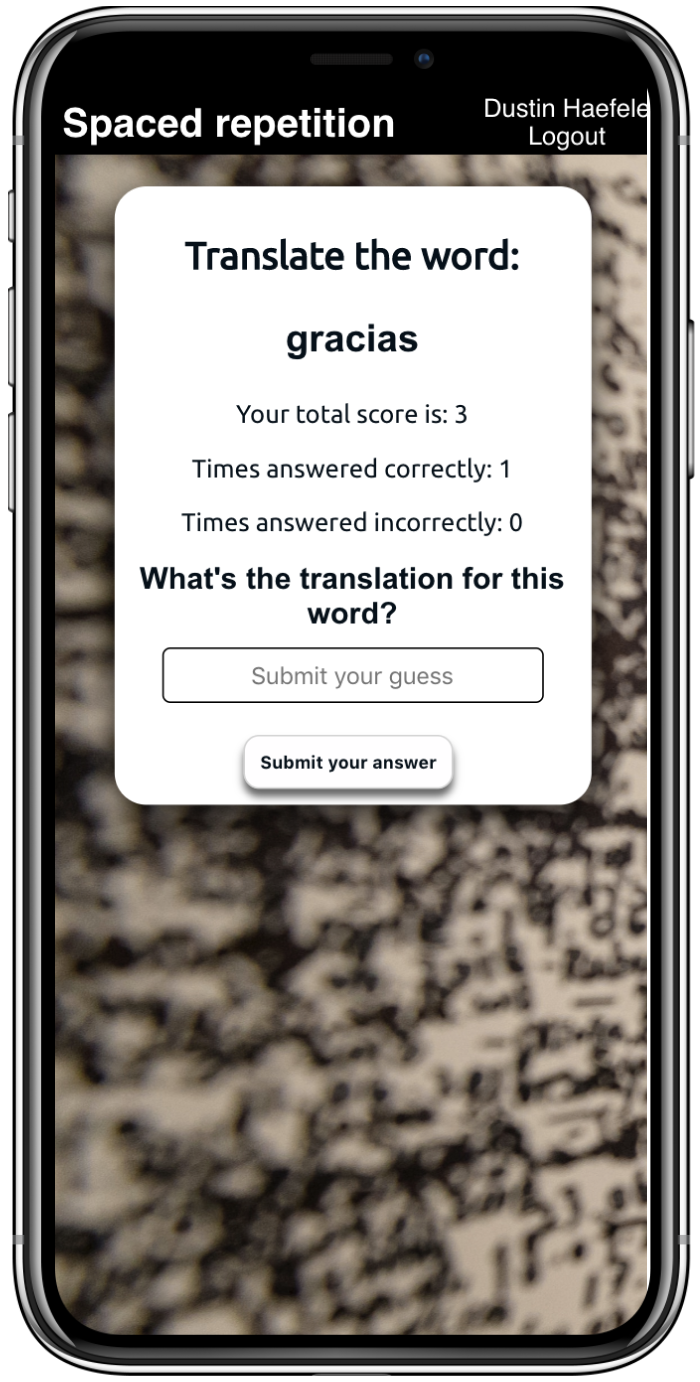 Spaced repetition
Dustin Haefele
Logout
Translate the word:
gracias
Your total score is: 3
Times answered correctly: 1
Times answered incorrectly: 0
What's the translation for this
word?
Submit your guess
Submit your answer